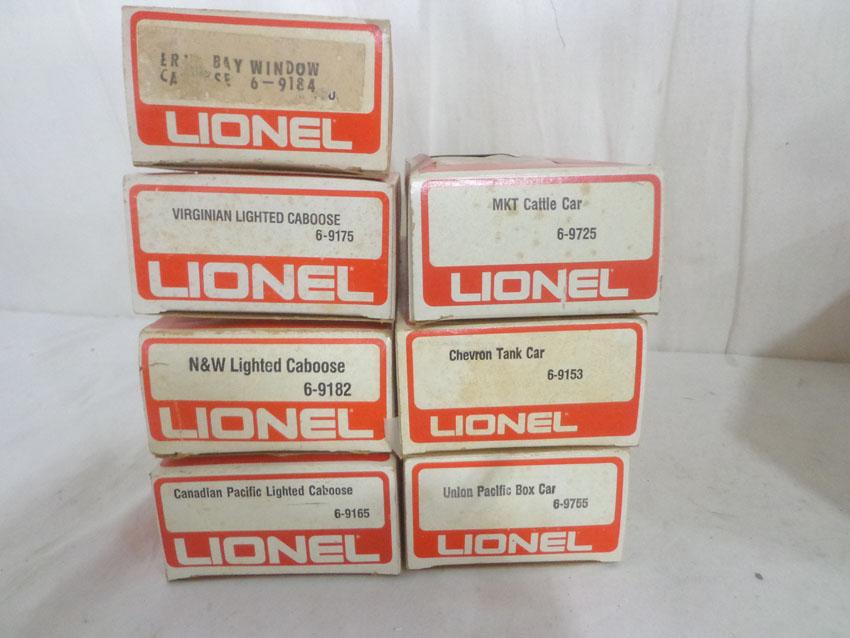 BAY WINDOW
6-9184
LIONEL
VIRGINIAN LIGHTED CABOOSE
6-9175
LIONEL
N&W Lighted Caboose
6-9182
LIONEL
Canadian Pacific Lighted Caboose
6-9165
LIONEL
MKT Cattle Car
6-9725
LIONEL
Chevron Tank Car
6-9153
LIONEL
Union Pacific Box Car
6-9755
LIONEL